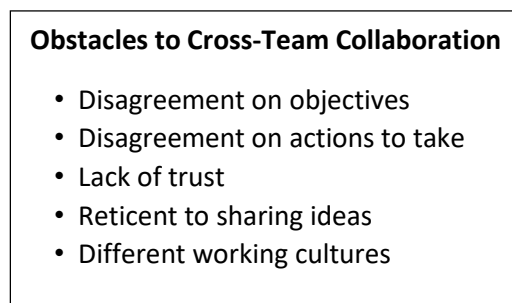 Obstacles to Cross-Team Collaboration
• Disagreement on objectives
• Disagreement on actions to take
• Lack of trust
• Reticent to sharing ideas
• Different working cultures